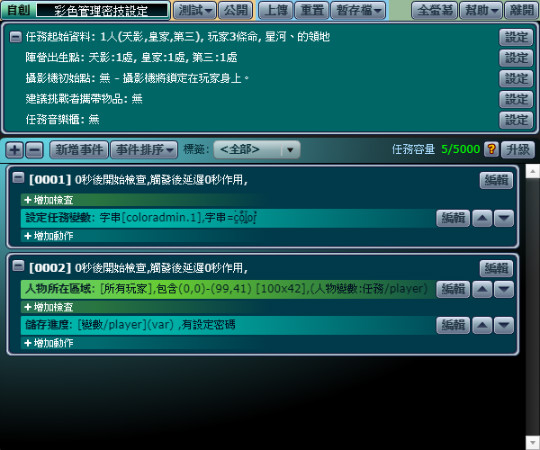 自創 彩色管理密技設定 測試 公開 上傳 重置 暫存檔 全螢幕 幫助 離開
任務起始資料: 1人(天影,皇家,第三), 玩家3條命, 星河、的領地 設定
陣營出生點: 天影:1處, 皇家:1處, 第三:1處 設定
攝影機初始點: 無 - 攝影機將鎖定在玩家身上。 設定
建議挑戰者攜帶物品: 無 設定
任務音樂櫃: 無 設定
新增事件 事件排序 標籤: <全部> 任務容量 5/5000 ? 升級
[0001] 0秒後開始檢查,觸發後延遲0秒作用, 編輯
+增加檢查
設定任務變數: 字串[coloradmin.1],字串= 編輯
+增加動作
[0002] 0秒後開始檢查,觸發後延遲0秒作用, 編輯
人物所在區域: [所有玩家],包含(0,0)-(99,41) [100x42],(人物變數:任務/player) 編輯
+增加檢查
儲存進度: [變數/player](var) ,有設定密碼 編輯
+增加動作